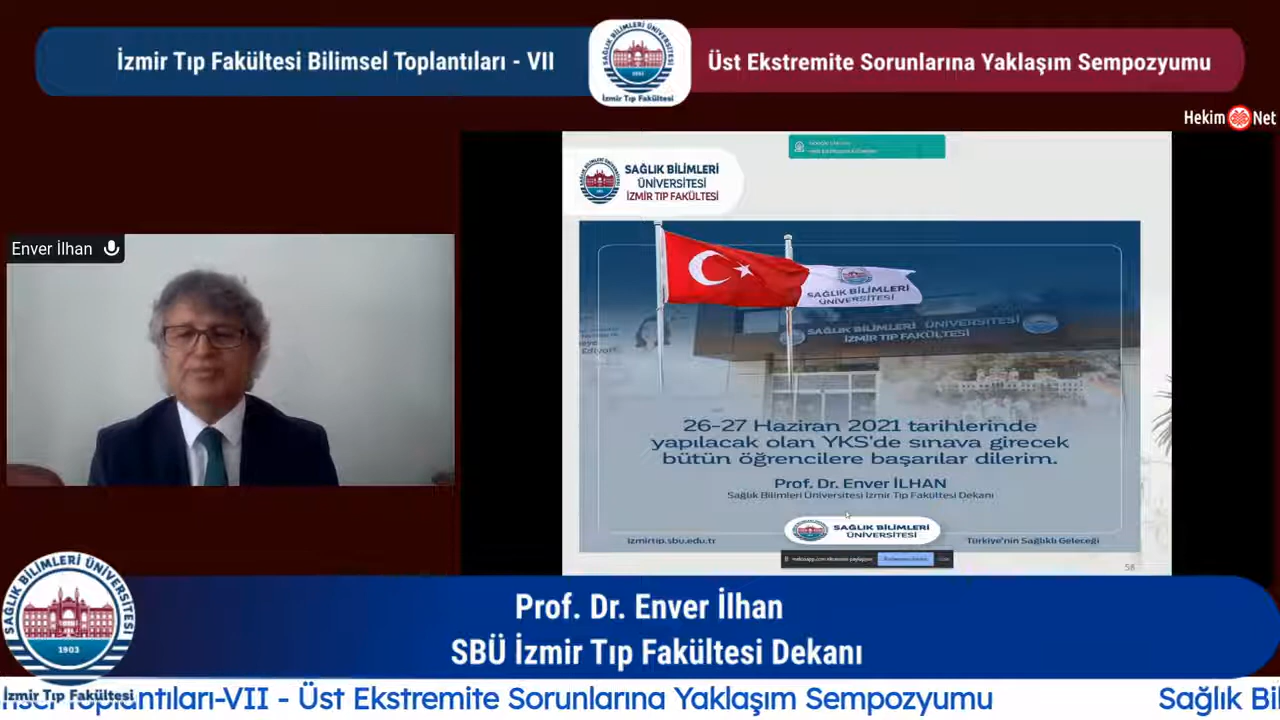 İzmir Tıp Fakültesi Bilimsel Toplantıları - VII
İzmir Tıp Fakültesi
Üst Ekstremite Sorunlarına Yaklaşım Sempozyumu
Hekim Net
Enver İlhan
SAĞLIK BİLİMLERİ
ÜNİVERSİTESİ
İZMİR TIP FAKÜLTESİ
SAĞLIK BİLİMLERİ
ÜNİVERSİTESİ
SAĞLIK BİLİMLERİ ÜNİVERSİTESİ
İZMİR TIP FAKÜLTESİ
26-27 Haziran 2021 tarihlerinde
yapılacak olan YKS'de sınava girecek
bütün öğrencilere başarılar dilerim.
Prof. Dr. Enver İLHAN
Sağlık Bilimleri Üniversitesi İzmir Tıp Fakültesi Dekanı
SAĞLIK BİLİMLERİ
ÜNİVERSİTESİ
izmirtip.sbu.edu.tr
Türkiye'nin Sağlıklı Geleceği
58
SAĞLIK BİLİMLERİ ÜNİVERSİTESİ
1903
İzmir Tıp Fakültesi
Prof. Dr. Enver İlhan
SBÜ İzmir Tıp Fakültesi Dekanı
Toplantıları-VII - Üst Ekstremite Sorunlarına Yaklaşım Sempozyumu
Sağlık Bil